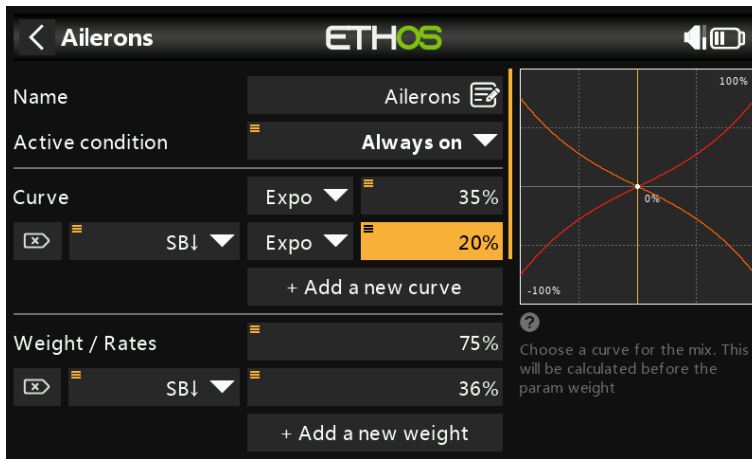 Ailerons
ETHOS
Name Ailerons
Active condition Always on
Curve Expo 35%
SB↓ Expo 20%
+ Add a new curve
Weight / Rates 75%
SB↓ 36%
+ Add a new weight
100%
0%
-100%
?
Choose a curve for the mix. This
will be calculated before the
param weight